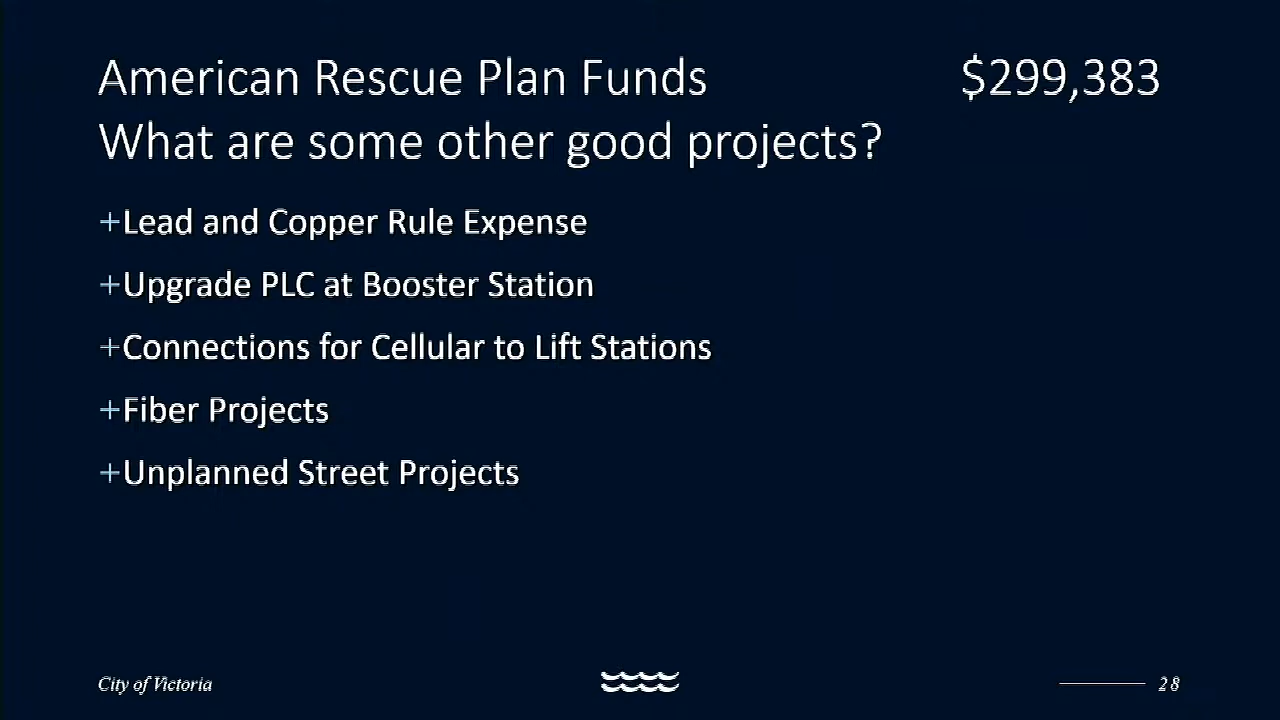 American Rescue Plan Funds $299,383
What are some other good projects?
+Lead and Copper Rule Expense
+Upgrade PLC at Booster Station
+Connections for Cellular to Lift Stations
+Fiber Projects
+Unplanned Street Projects
City of Victoria 28